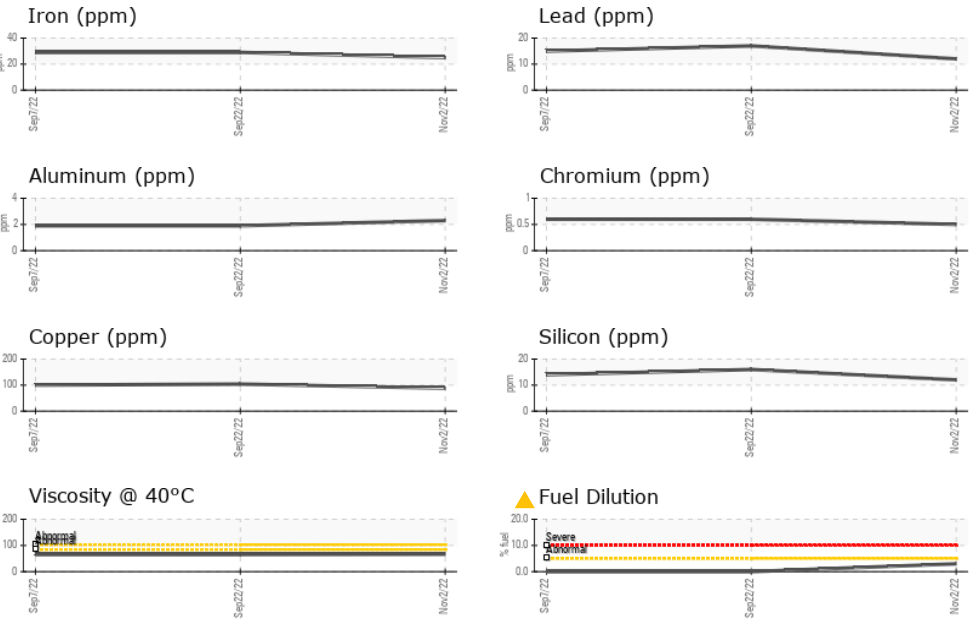 Iron (ppm)
40
20
0
ppm
Sep7/22
Sep22/22
Nov2/22
Lead (ppm)
20
10
0
ppm
Sep7/22
Sep22/22
Nov2/22
Aluminum (ppm)
4
2
0
ppm
Sep7/22
Sep22/22
Nov2/22
Chromium (ppm)
1
0.5
0
ppm
Sep7/22
Sep22/22
Nov2/22
Copper (ppm)
200
100
0
Sep7/22
Sep22/22
Nov2/22
Silicon (ppm)
20
10
0
ppm
Sep7/22
Sep22/22
Nov2/22
Viscosity @ 40°C
200
100
0
Abnormal
Abnormal
Sep7/22
Sep22/22
Nov2/22
Fuel Dilution
20.0
10.0
0.0
% fuel
Severe
Abnormal
Sep7/22
Sep22/22
Nov2/22